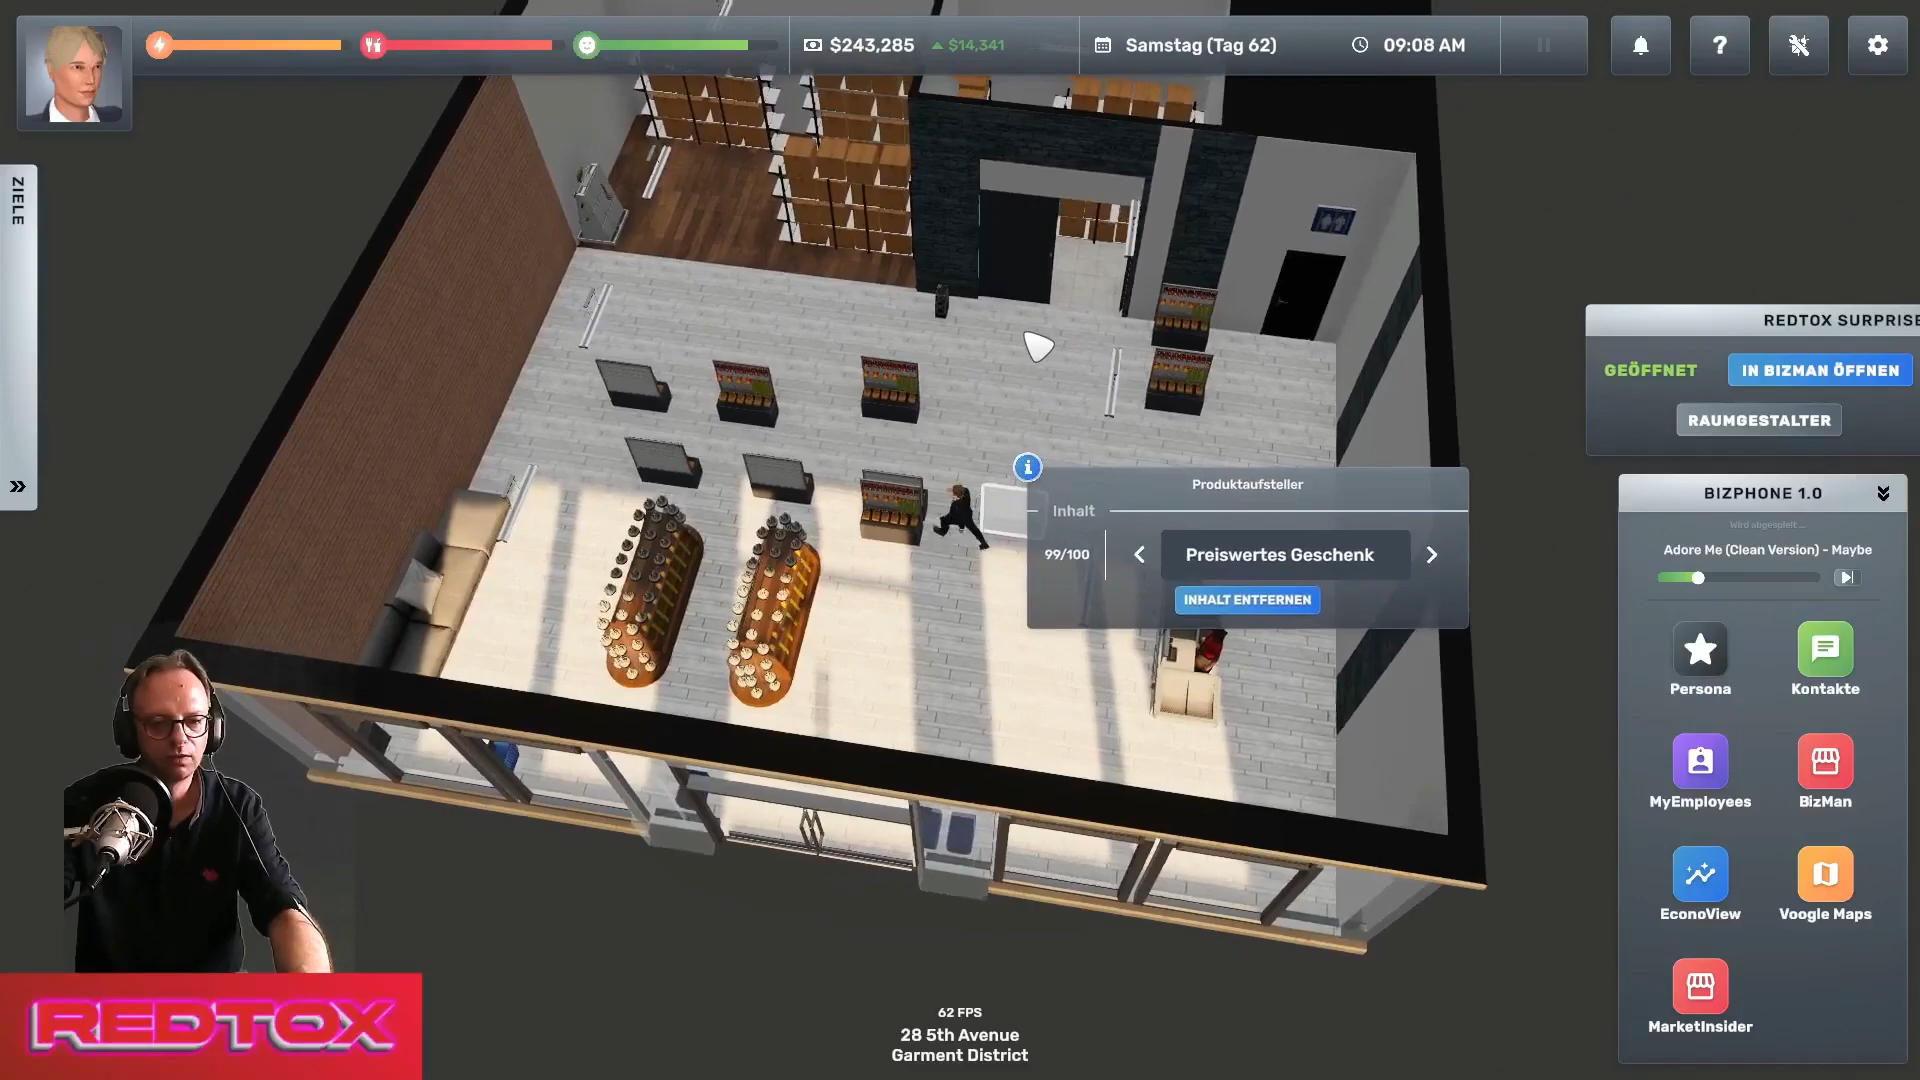 $243,285
$14,341
Samstag (Tag 62)
09:08 AM
?
ZIELE
REDTOX SURPRISE
GEÖFFNET
IN BIZMAN ÖFFNEN
RAUMGESTALTER
Produktaufsteller
Inhalt
99/100
Preiswertes Geschenk
INHALT ENTFERNEN
BIZPHONE 1.0
Wird abgespielt ...
Adore Me (Clean Version) - Maybe
Persona
Kontakte
MyEmployees
BizMan
EconoView
Voogle Maps
MarketInsider
REDTOX
62 FPS
28 5th Avenue
Garment District